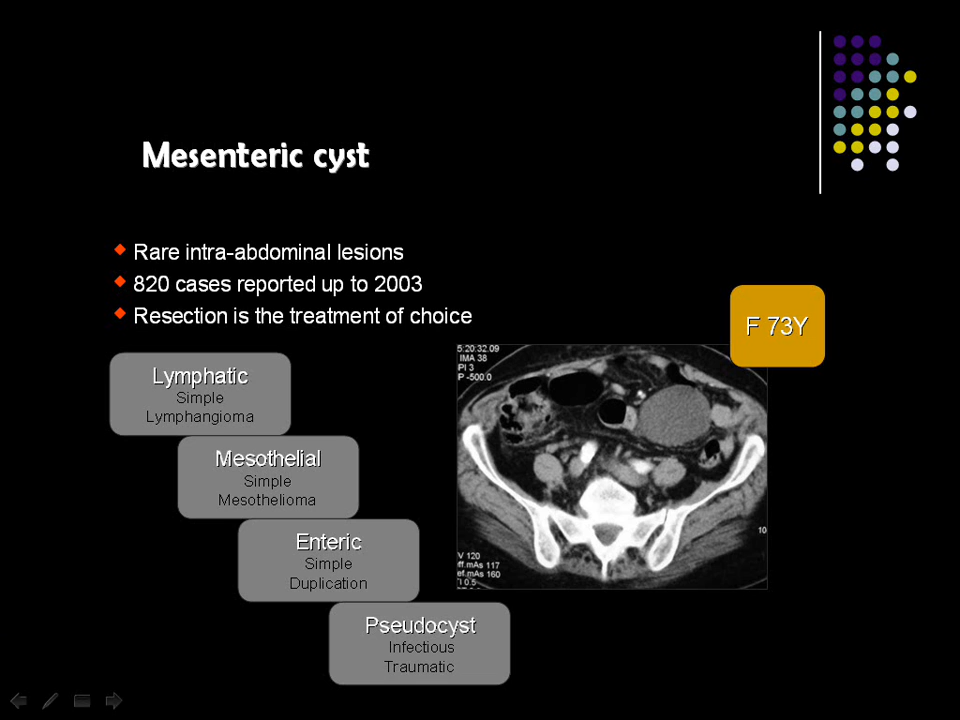 Mesenteric cyst
Rare intra-abdominal lesions
820 cases reported up to 2003
Resection is the treatment of choice
F 73Y
Lymphatic
Simple
Lymphangioma
Mesothelial
Simple
Mesothelioma
Enteric
Simple
Duplication
Pseudocyst
Infectious
Traumatic
5:20:32.09
IMA 38
PI 3
P -500.0
10
V 120
ff.mAs 117
ef.mAs 160
I 0.5